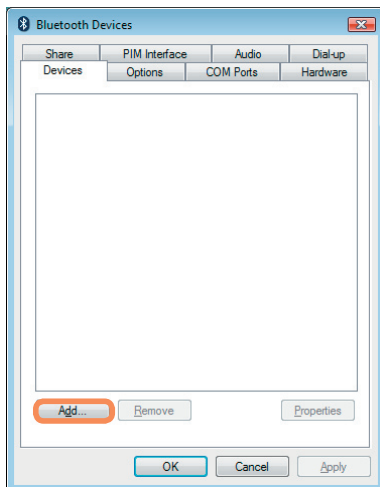 Bluetooth Devices
Share PIM Interface Audio Dial-up
Devices Options COM Ports Hardware
Add... Remove Properties
OK Cancel Apply